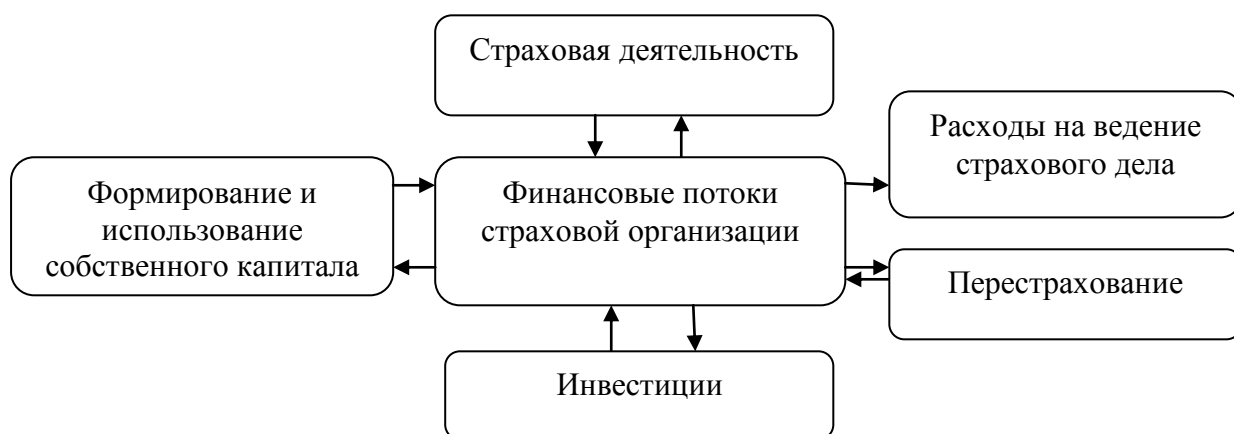 Страховая деятельность
Расходы на ведение
страхового дела
Формирование и
использование
собственного капитала
Финансовые потоки
страховой организации
Перестрахование
Инвестиции